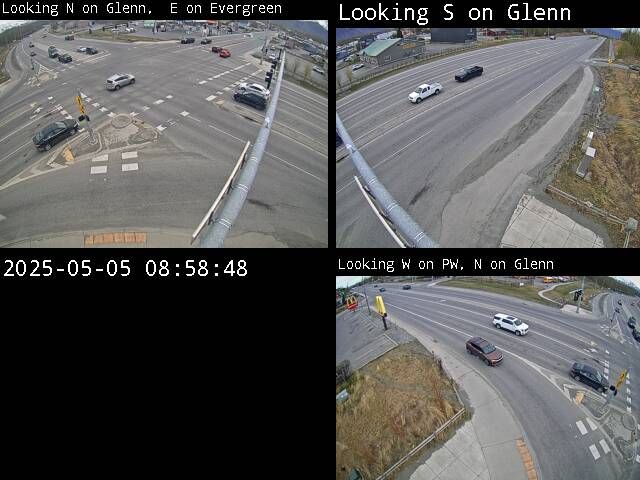 Looking N on Glenn,  E on Evergreen
Looking S on Glenn
2025-05-05 08:58:48
Looking W on PW, N on Glenn